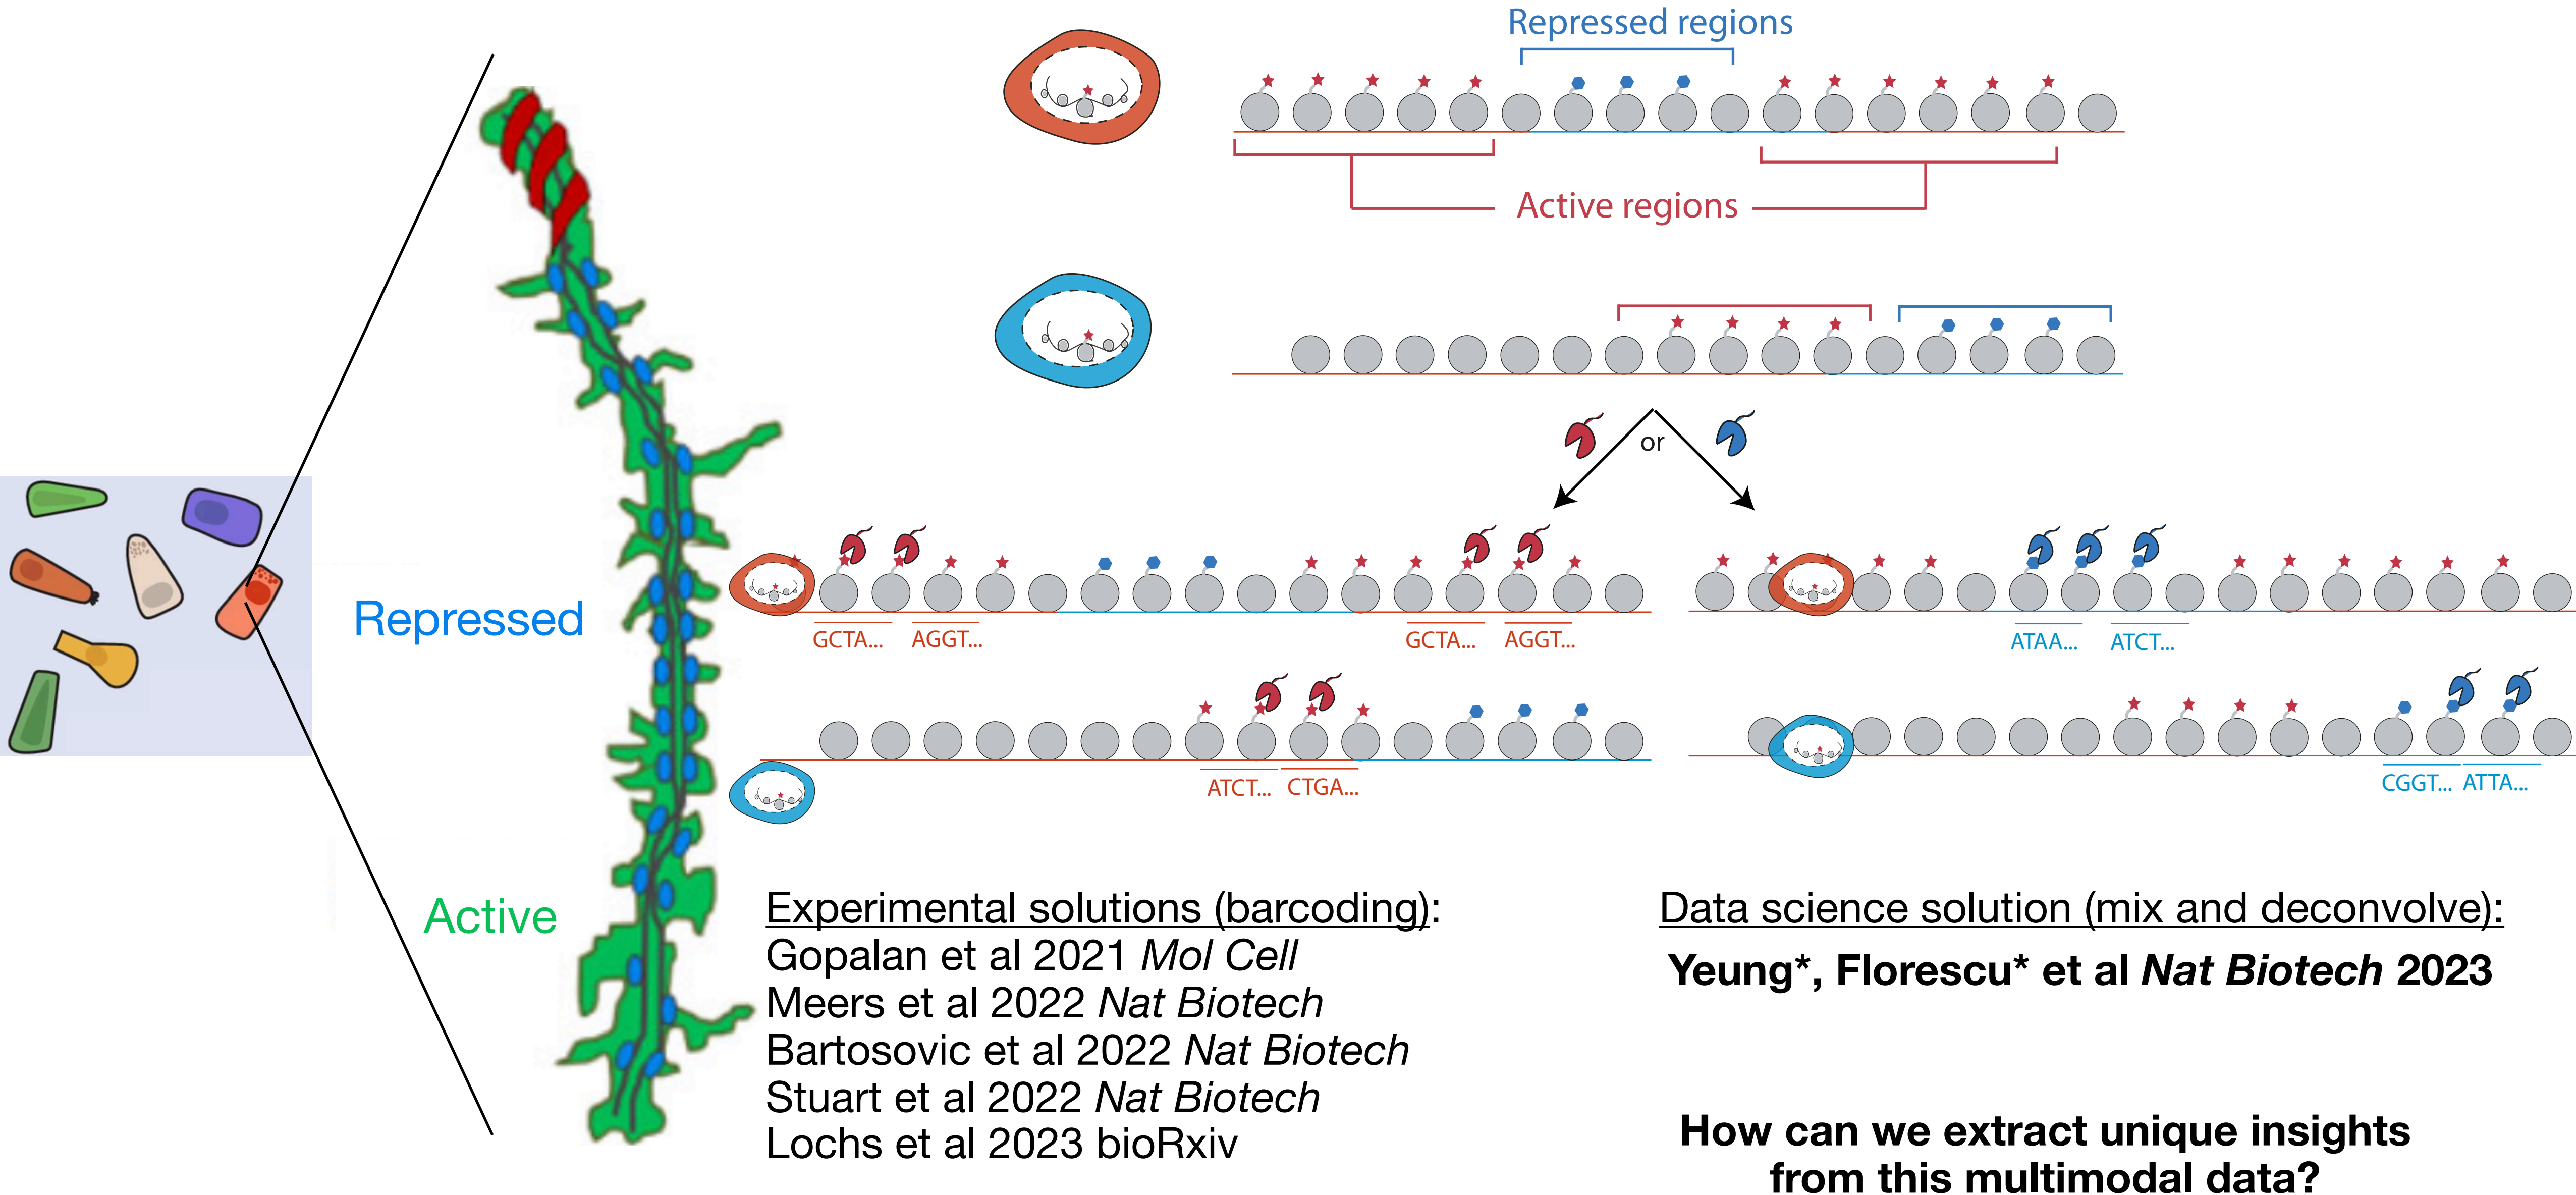 Repressed regions
Active regions
or
Repressed
Active
GCTA... AGGT... GCTA... AGGT...
ATAA... ATCT...
ATCT... CTGA...
CGGT... ATTA...
Experimental solutions (barcoding):
Gopalan et al 2021 Mol Cell
Meers et al 2022 Nat Biotech
Bartosovic et al 2022 Nat Biotech
Stuart et al 2022 Nat Biotech
Lochs et al 2023 bioRxiv
Data science solution (mix and deconvolve):
Yeung*, Florescu* et al Nat Biotech 2023
How can we extract unique insights
from this multimodal data?